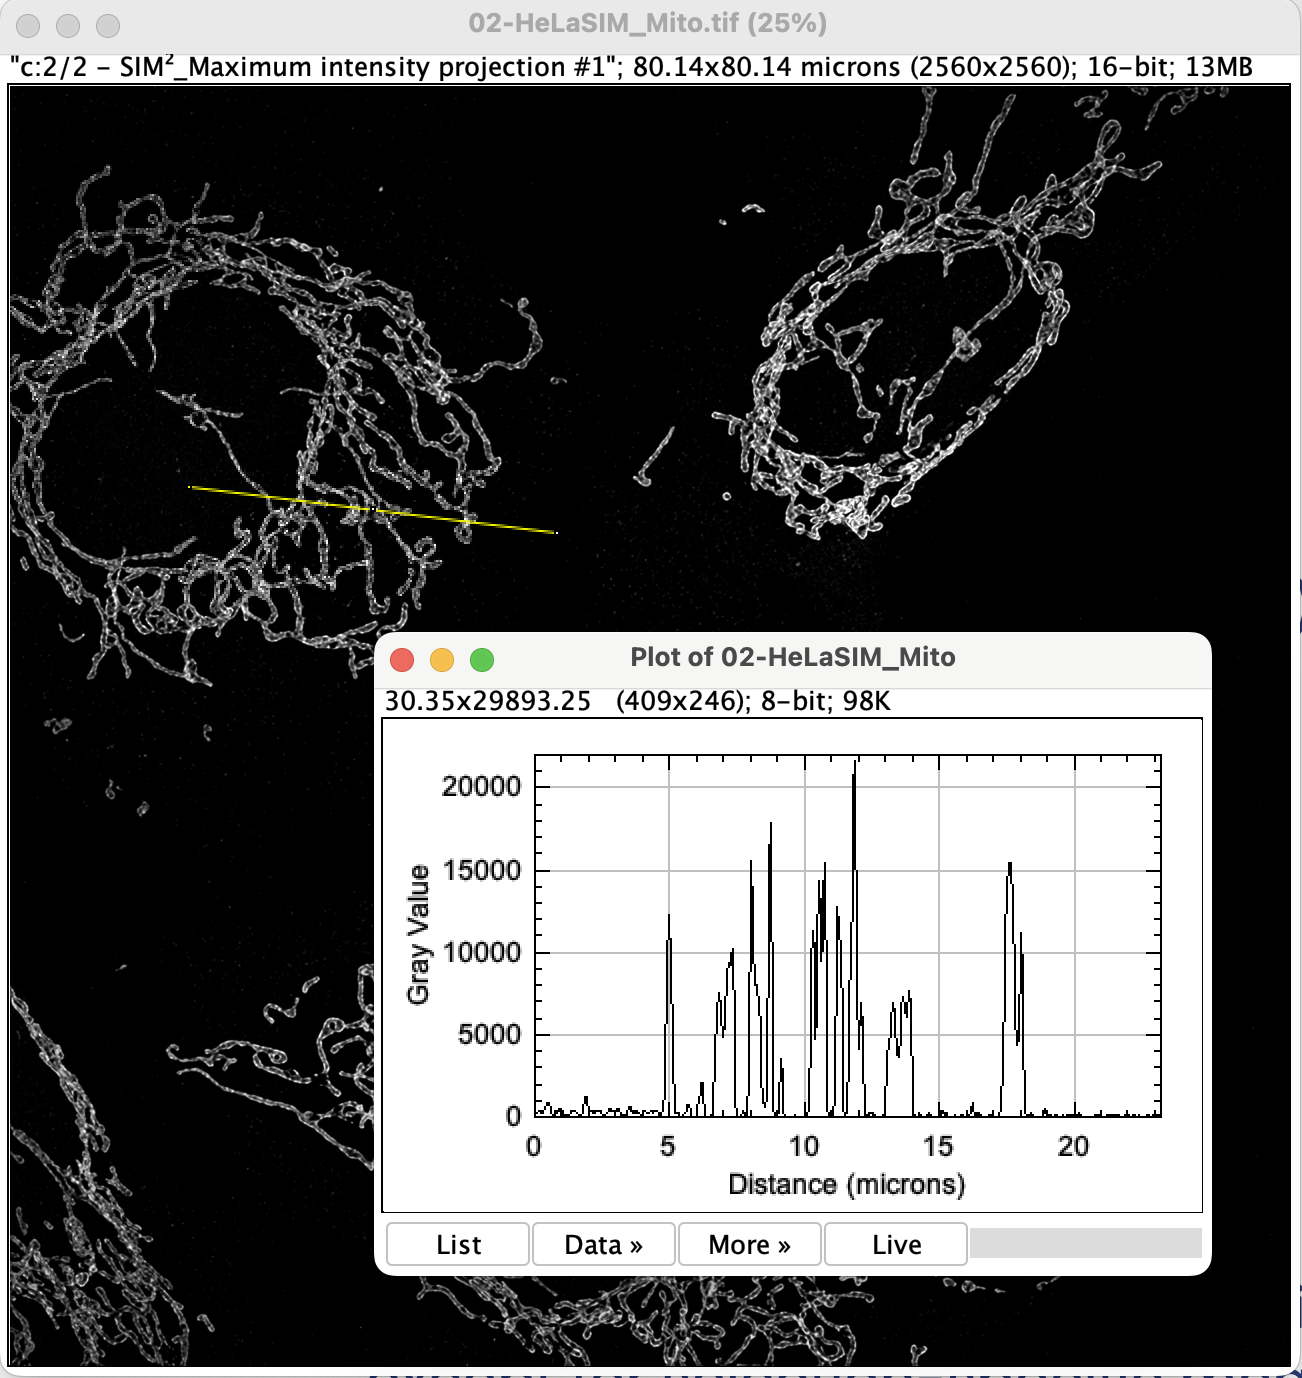 02-HeLaSIM_Mito.tif (25%)
"c:2/2 – SIM²_Maximum intensity projection #1"; 80.14x80.14 microns (2560x2560); 16-bit; 13MB
Plot of 02-HeLaSIM_Mito
30.35x29893.25 (409x246); 8-bit; 98K
20000
15000
10000
5000
0
Gray Value
0 5 10 15 20
Distance (microns)
List Data » More » Live